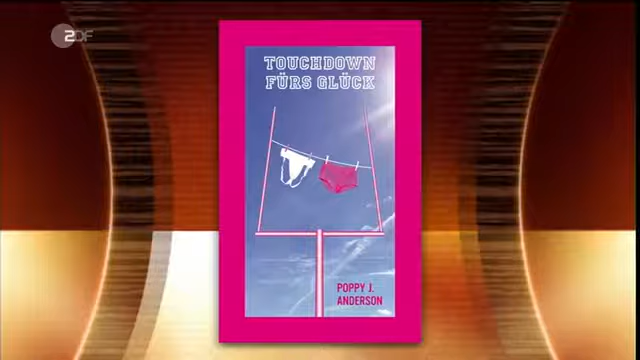 ZDF
TOUCHDOWN
FÜRS GLÜCK
POPPY J.
ANDERSON